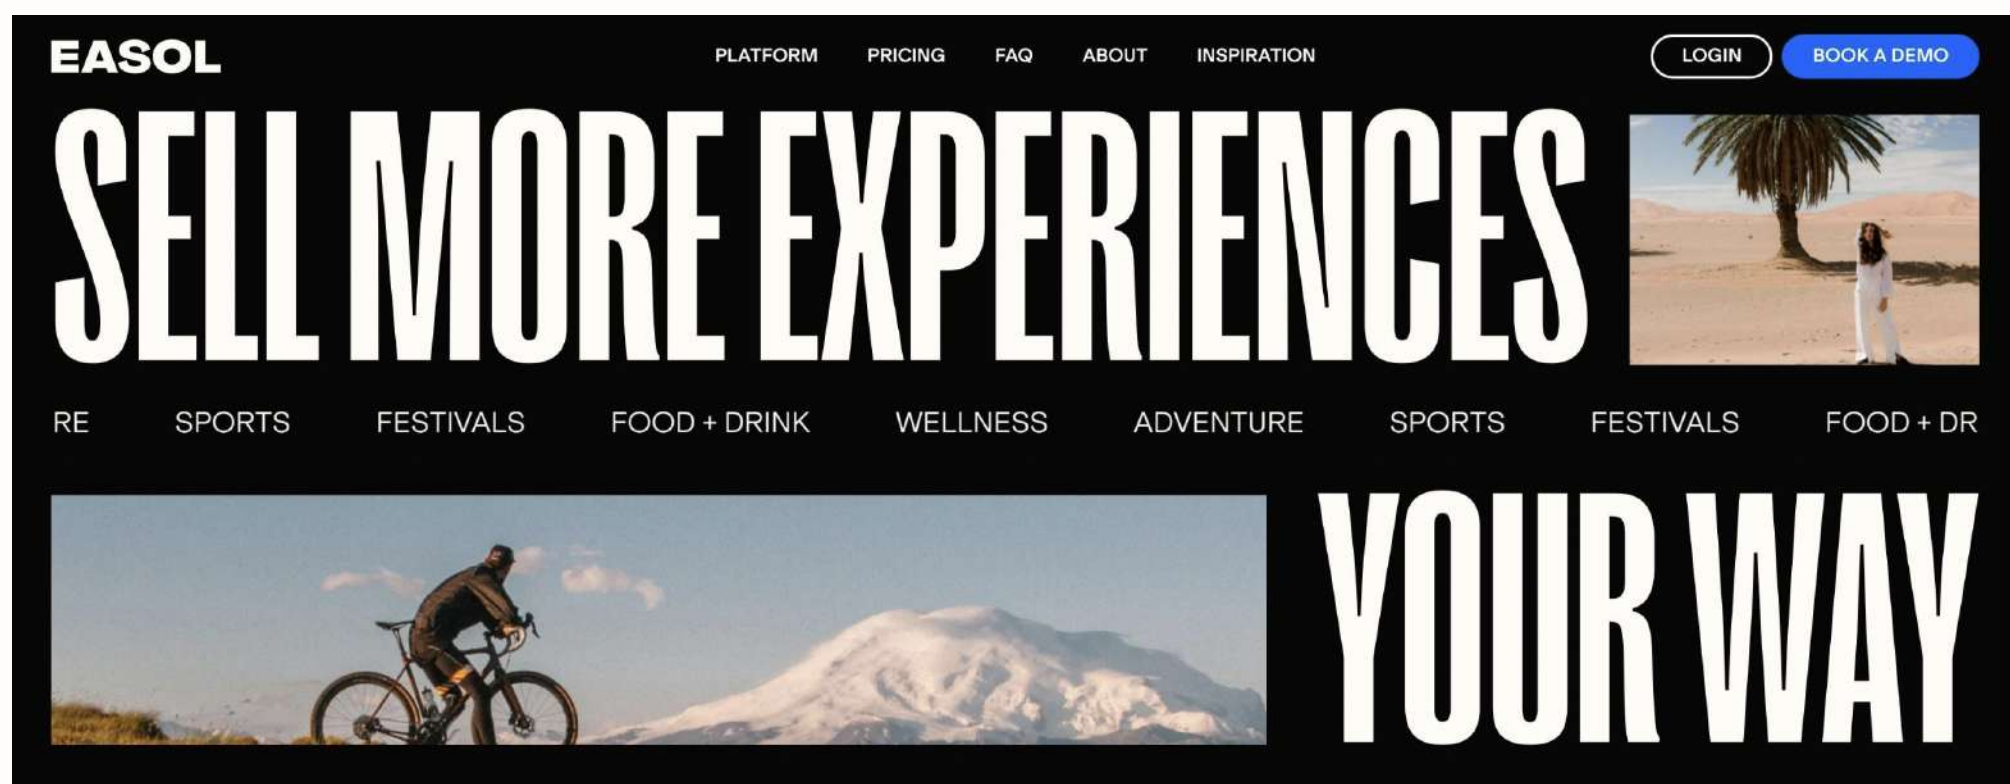 EASOL PLATFORM PRICING FAQ ABOUT INSPIRATION LOGIN BOOK A DEMO
SELL MORE EXPERIENCES
RE SPORTS FESTIVALS FOOD + DRINK WELLNESS ADVENTURE SPORTS FESTIVALS FOOD + DR
YOUR WAY